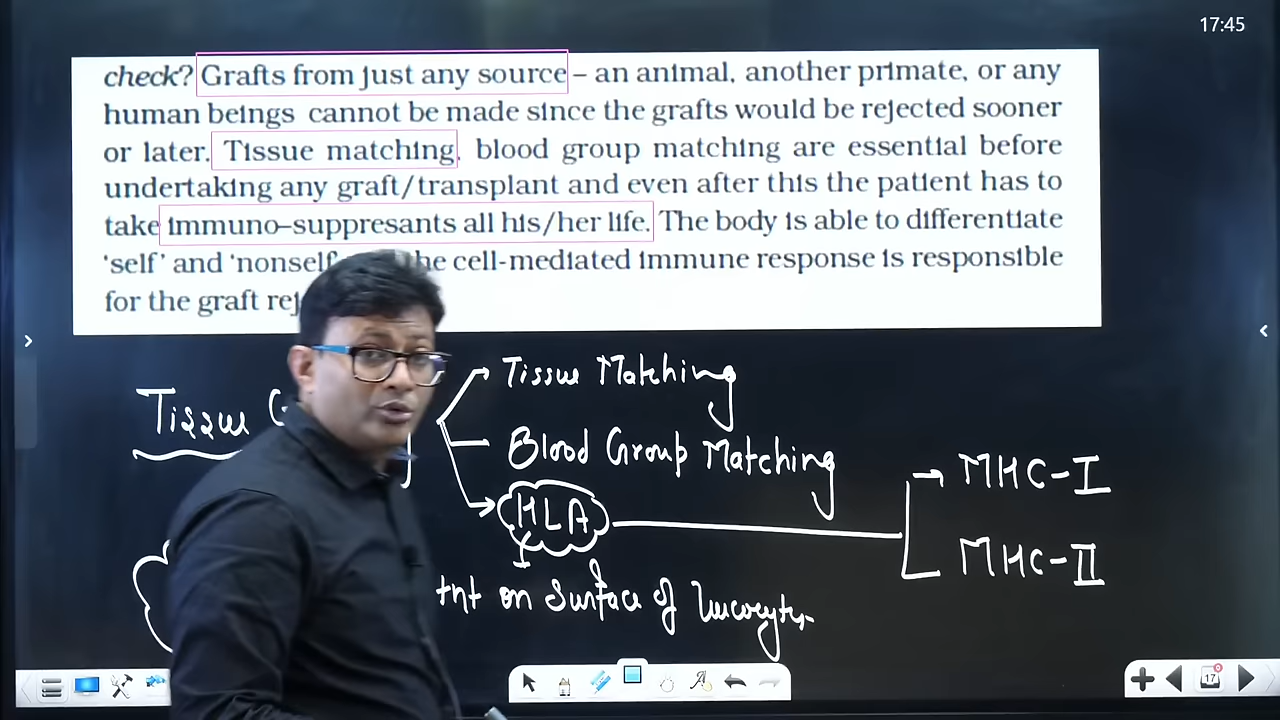 17:45
check? Grafts from just any source – an animal, another primate, or any
human beings cannot be made since the grafts would be rejected sooner
or later. Tissue matching, blood group matching are essential before
undertaking any graft/transplant and even after this the patient has to
take immuno–suppresants all his/her life. The body is able to differentiate
'self' and 'nonself the cell-mediated immune response is responsible
for the graft rej
Tissue G
Tissue Matching
Blood Group Matching
HLA
MHC-I
MHC-II
on Surface of
17